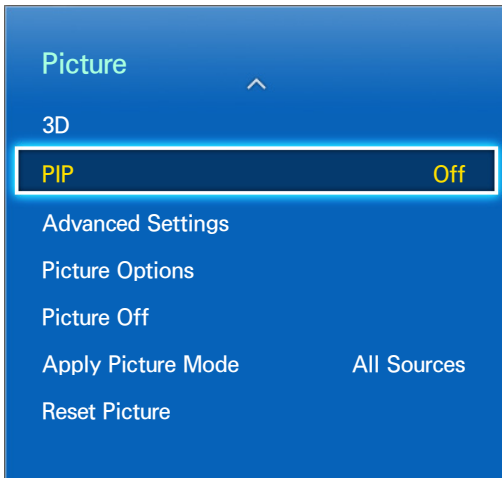 Picture
3D
PIP Off
Advanced Settings
Picture Options
Picture Off
Apply Picture Mode All Sources
Reset Picture